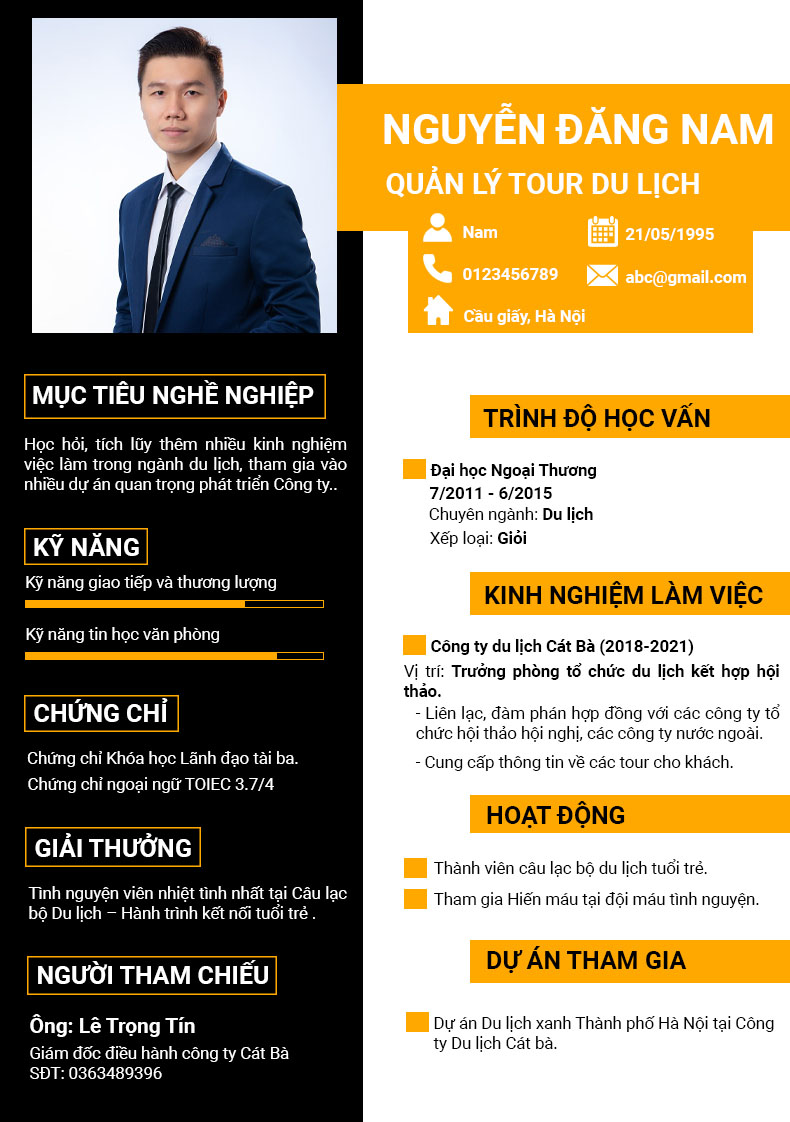 NGUYỄN ĐĂNG NAM
QUẢN LÝ TOUR DU LỊCH
Nam
21/05/1995
0123456789
abc@gmail.com
Cầu giấy, Hà Nội
MỤC TIÊU NGHỀ NGHIỆP
Học hỏi, tích lũy thêm nhiều kinh nghiệm
việc làm trong ngành du lịch, tham gia vào
nhiều dự án quan trọng phát triển Công ty..
KỸ NĂNG
Kỹ năng giao tiếp và thương lượng
Kỹ năng tin học văn phòng
CHỨNG CHỈ
Chứng chỉ Khóa học Lãnh đạo tài ba.
Chứng chỉ ngoại ngữ TOIEC 3.7/4
GIẢI THƯỞNG
Tình nguyện viên nhiệt tình nhất tại Câu lạc
bộ Du lịch – Hành trình kết nối tuổi trẻ .
NGƯỜI THAM CHIẾU
Ông: Lê Trọng Tín
Giám đốc điều hành công ty Cát Bà
SĐT: 0363489396
TRÌNH ĐỘ HỌC VẤN
Đại học Ngoại Thương
7/2011 - 6/2015
Chuyên ngành: Du lịch
Xếp loại: Giỏi
KINH NGHIỆM LÀM VIỆC
Công ty du lịch Cát Bà (2018-2021)
Vị trí: Trưởng phòng tổ chức du lịch kết hợp hội
thảo.
- Liên lạc, đàm phán hợp đồng với các công ty tổ
chức hội thảo hội nghị, các công ty nước ngoài.
- Cung cấp thông tin về các tour cho khách.
HOẠT ĐỘNG
Thành viên câu lạc bộ du lịch tuổi trẻ.
Tham gia Hiến máu tại đội máu tình nguyện.
DỰ ÁN THAM GIA
Dự án Du lịch xanh Thành phố Hà Nội tại Công
ty Du lịch Cát bà.